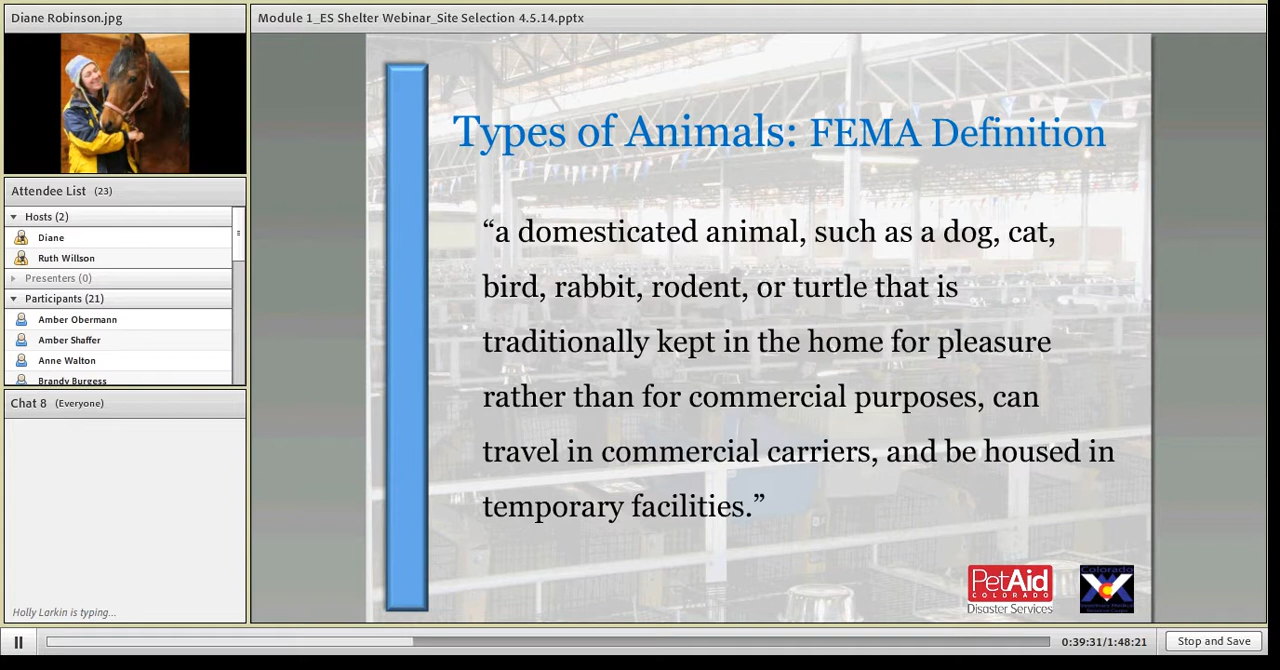 Diane Robinson.jpg
Module 1_ES Shelter Webinar_Site Selection 4.5.14.pptx
Attendee List (23)
Hosts (2)
Diane
Ruth Willson
Presenters (0)
Participants (21)
Amber Obermann
Amber Shaffer
Anne Walton
Brandy Burgess
Chat 8 (Everyone)
Holly Larkin is typing...
Types of Animals: FEMA Definition
“a domesticated animal, such as a dog, cat,
bird, rabbit, rodent, or turtle that is
traditionally kept in the home for pleasure
rather than for commercial purposes, can
travel in commercial carriers, and be housed in
temporary facilities.”
PetAid
COLORADO
Disaster Services
Colorado
0:39:31/1:48:21
Stop and Save